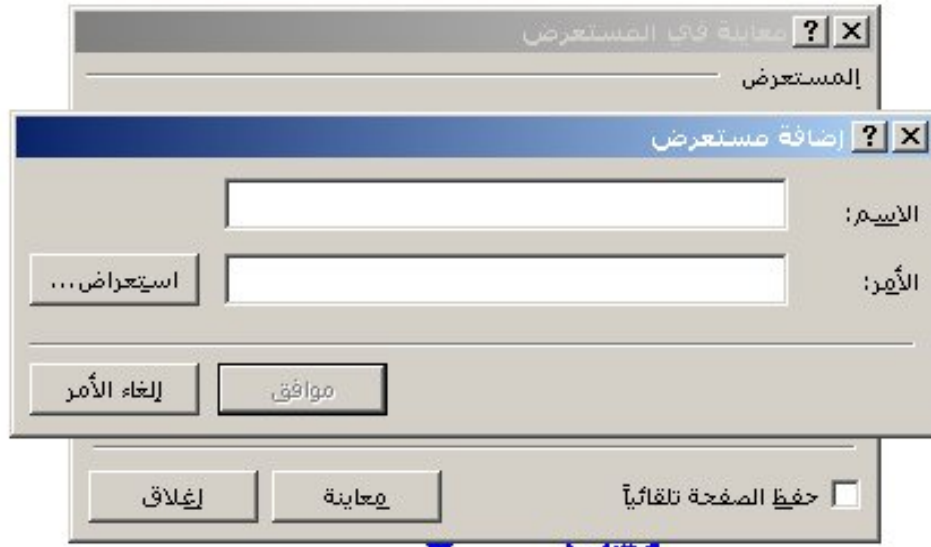 معاينة في المستعرض
المستعرض
إضافة مستعرض
الاسم:
الأمر:
استعراض...
موافق
إلغاء الأمر
حفظ الصفحة تلقائياً
معاينة
إغلاق